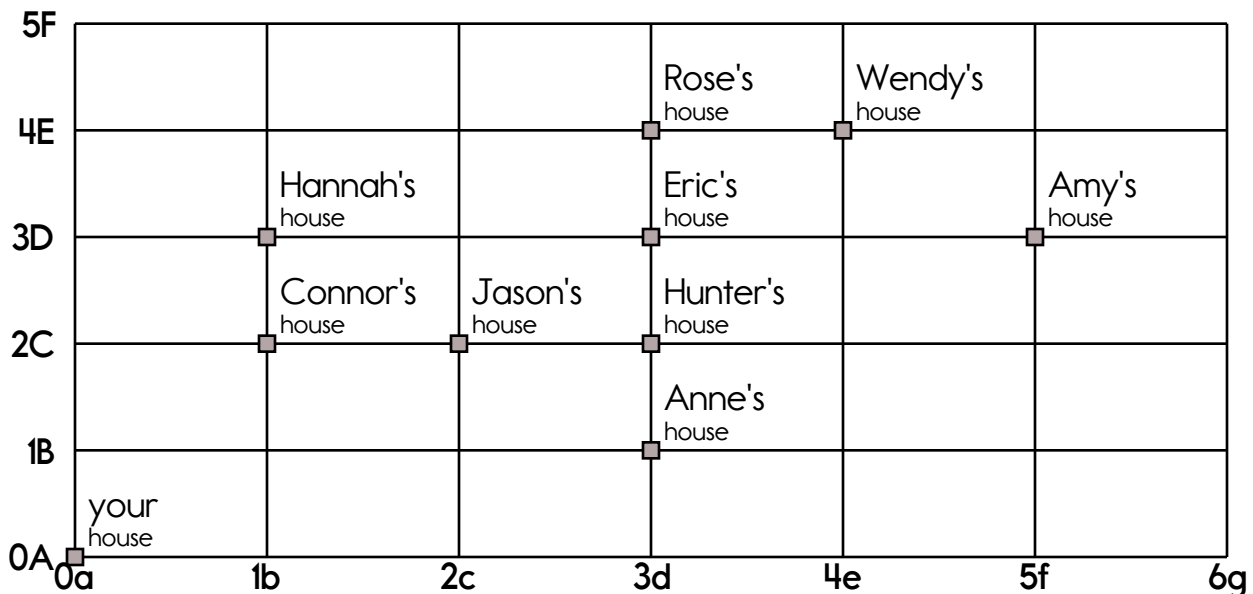 5F
Rose's
house
Wendy's
house
4E
Hannah's
house
Eric's
house
Amy's
house
3D
Connor's
house
Jason's
house
Hunter's
house
2C
Anne's
house
1B
your
house
0A
0a 1b 2c 3d 4e 5f 6g